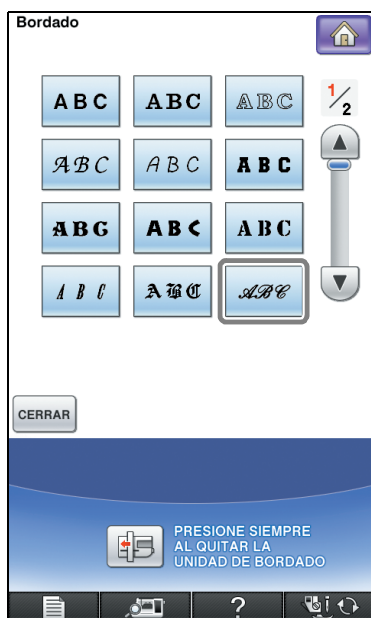 Bordado
1/2
ABC ABC ABC
ABC ABC ABC
ABG ABC ABC
ABC ABC ABC
CERRAR
PRESIONE SIEMPRE
AL QUITAR LA
UNIDAD DE BORDADO
?